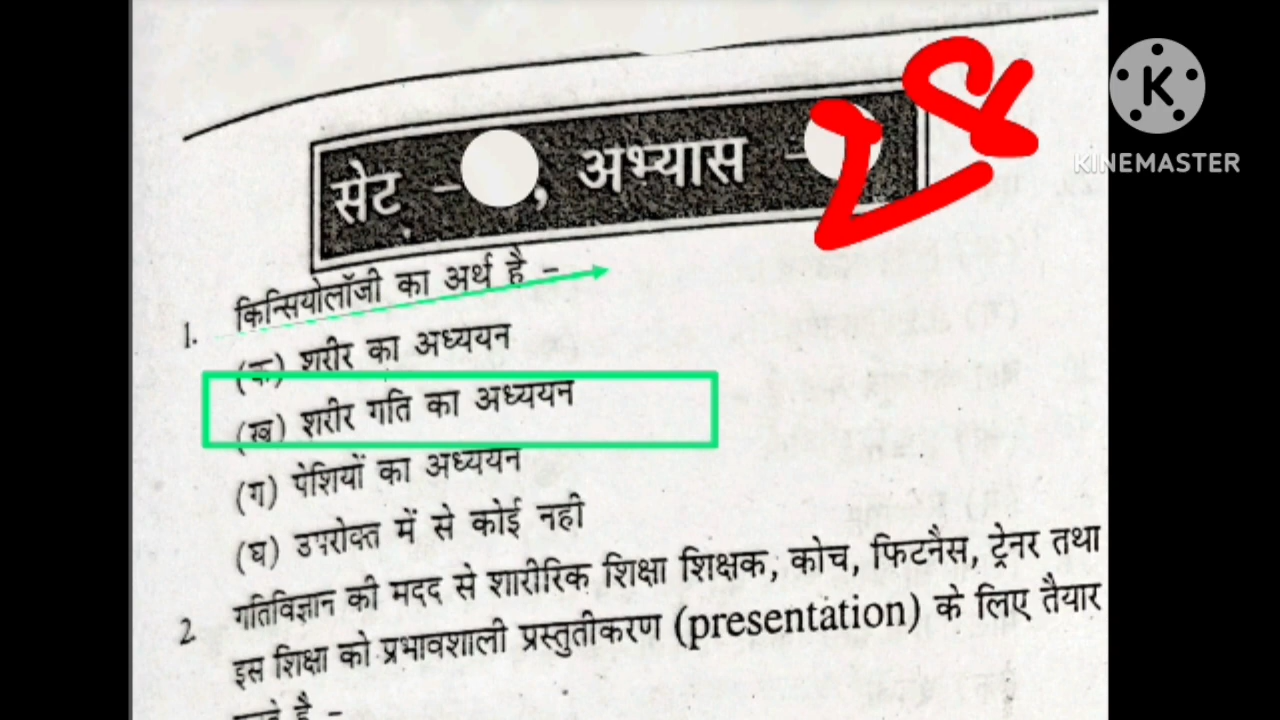 KINEMASTER
सेट - , अभ्यास -
1. किन्सियोलॉजी का अर्थ है -
(क) शरीर का अध्ययन
(ख) शरीर गति का अध्ययन
(ग) पेशियों का अध्ययन
(घ) उपरोक्त में से कोई नही
2 गतिविज्ञान की मदद से शारीरिक शिक्षा शिक्षक, कोच, फिटनैस, ट्रेनर तथा
इस शिक्षा को प्रभावशाली प्रस्तुतीकरण (presentation) के लिए तैयार
है -